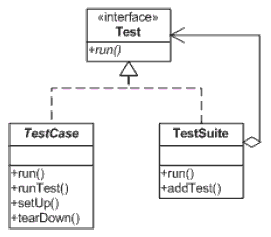 «interface»
Test
+run()
TestCase
+run()
+runTest()
+setUp()
+tearDown()
TestSuite
+run()
+addTest()